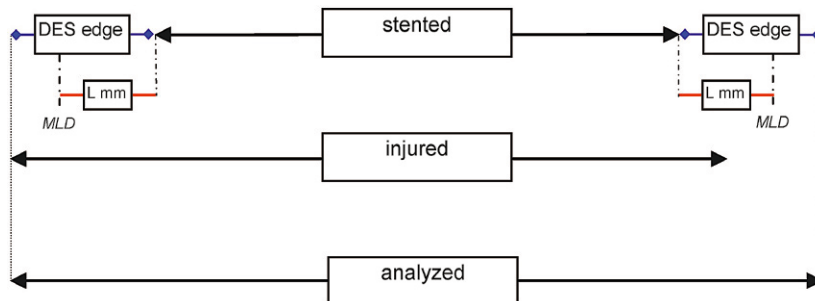 DES edge
stented
DES edge
L mm
L mm
MLD
MLD
injured
analyzed